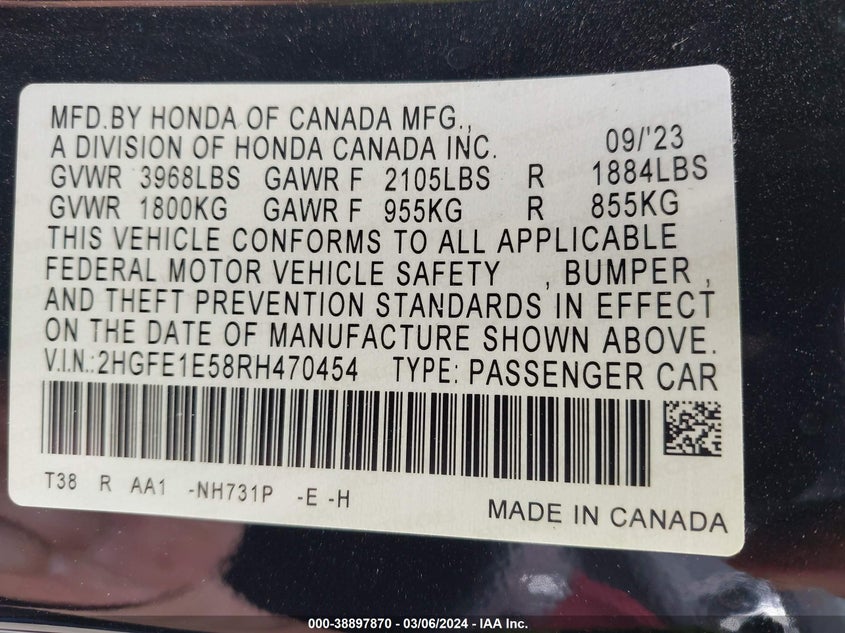 MFD.BY HONDA OF CANADA MFG.,
A DIVISION OF HONDA CANADA INC. 09/'23
GVWR 3968LBS GAWR F 2105LBS R 1884LBS
GVWR 1800KG GAWR F 955KG R 855KG
THIS VEHICLE CONFORMS TO ALL APPLICABLE
FEDERAL MOTOR VEHICLE SAFETY , BUMPER ,
AND THEFT PREVENTION STANDARDS IN EFFECT
ON THE DATE OF MANUFACTURE SHOWN ABOVE.
V.I.N.:2HGFE1E58RH470454 TYPE: PASSENGER CAR
T38 R AA1 -NH731P -E -H
MADE IN CANADA
000-38897870 - 03/06/2024 - IAA Inc.